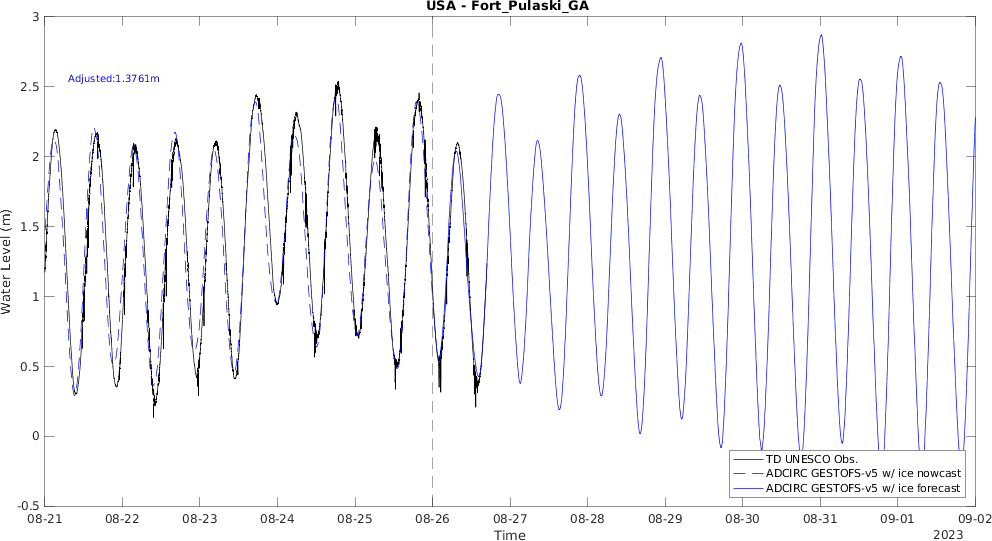 USA - Fort_Pulaski_GA
Adjusted:1.3761m
Water Level (m)
3
2.5
2
1.5
1
0.5
0
-0.5
TD UNESCO Obs.
ADCIRC GESTOFS-v5 w/ ice nowcast
ADCIRC GESTOFS-v5 w/ ice forecast
08-21 08-22 08-23 08-24 08-25 08-26 08-27 08-28 08-29 08-30 08-31 09-01 09-02
Time
2023